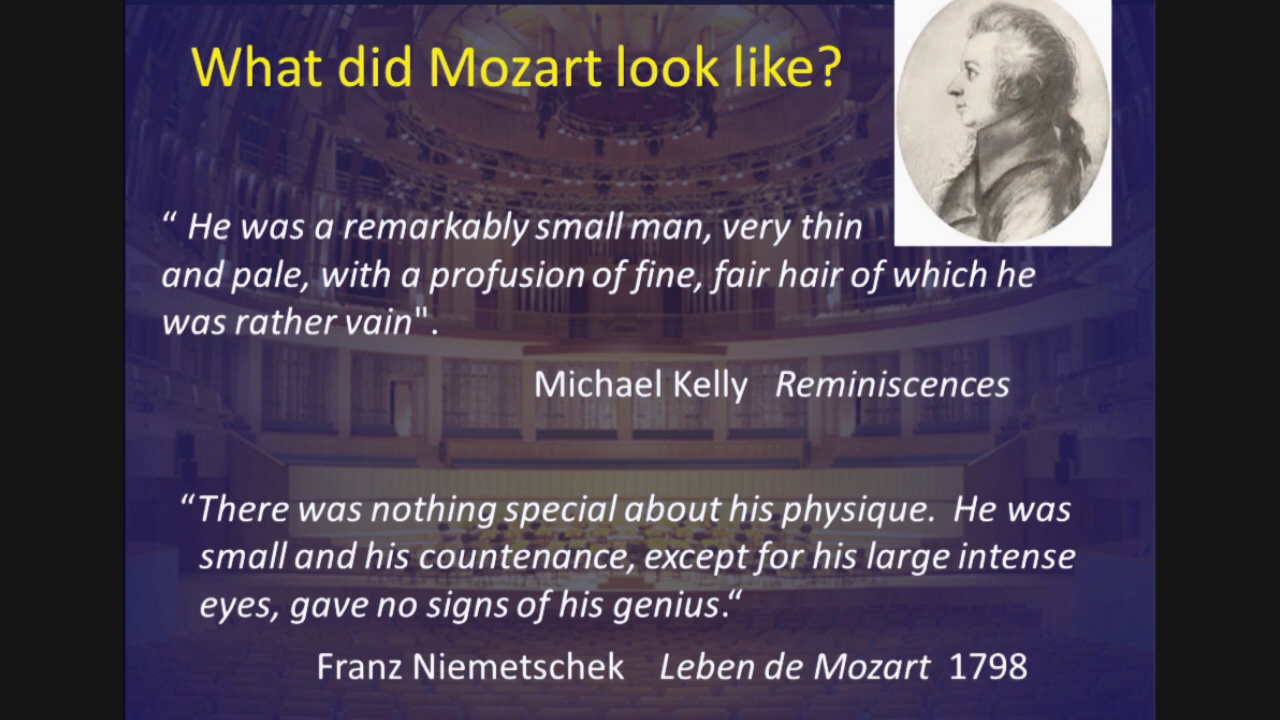 What did Mozart look like?
“ He was a remarkably small man, very thin
and pale, with a profusion of fine, fair hair of which he
was rather vain".
Michael Kelly Reminiscences
“There was nothing special about his physique. He was
small and his countenance, except for his large intense
eyes, gave no signs of his genius.“
Franz Niemetschek Leben de Mozart 1798